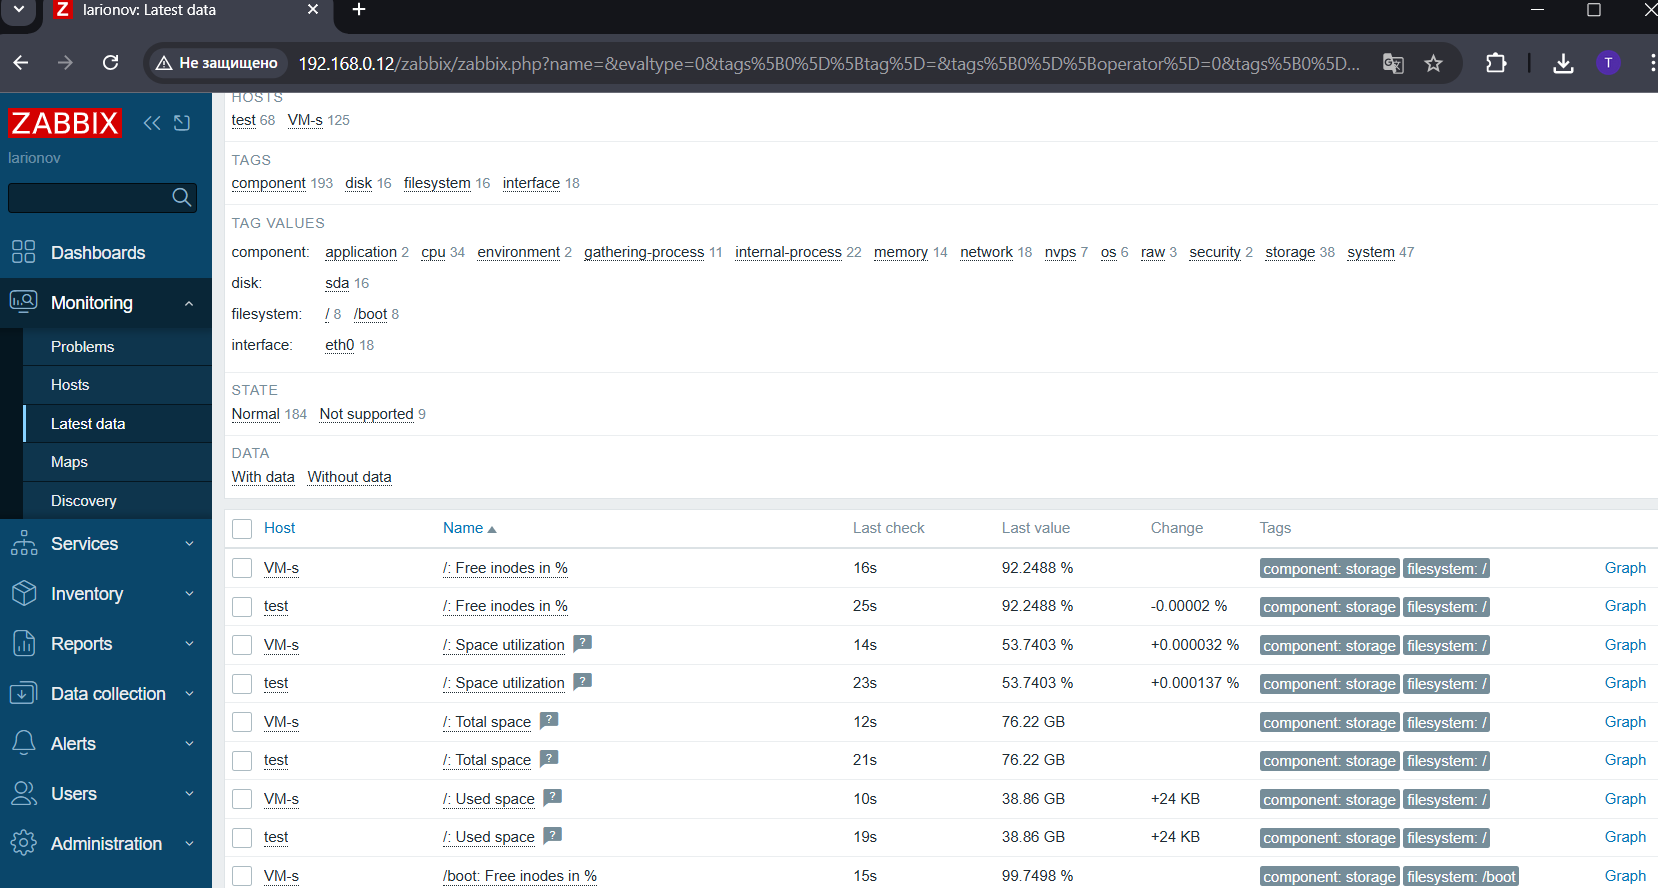 Z larionov: Latest data
Не защищено 192.168.0.12/zabbix/zabbix.php?name=&evaltype=0&tags%5B0%5D%5Btag%5D=&tags%5B0%5D%5Boperator%5D=0&tags%5B0%5D... T
ZABBIX
larionov
Dashboards
Monitoring
Problems
Hosts
Latest data
Maps
Discovery
Services
Inventory
Reports
Data collection
Alerts
Users
Administration
HOSTS
test 68 VM-s 125
TAGS
component 193 disk 16 filesystem 16 interface 18
TAG VALUES
component: application 2 cpu 34 environment 2 gathering-process 11 internal-process 22 memory 14 network 18 nvps 7 os 6 raw 3 security 2 storage 38 system 47
disk: sda 16
filesystem: / 8 /boot 8
interface: eth0 18
STATE
Normal 184 Not supported 9
DATA
With data Without data
Host Name Last check Last value Change Tags
VM-s /: Free inodes in % 16s 92.2488 % component: storage filesystem: / Graph
test /: Free inodes in % 25s 92.2488 % -0.00002 % component: storage filesystem: / Graph
VM-s /: Space utilization ? 14s 53.7403 % +0.000032 % component: storage filesystem: / Graph
test /: Space utilization ? 23s 53.7403 % +0.000137 % component: storage filesystem: / Graph
VM-s /: Total space ? 12s 76.22 GB component: storage filesystem: / Graph
test /: Total space ? 21s 76.22 GB component: storage filesystem: / Graph
VM-s /: Used space ? 10s 38.86 GB +24 KB component: storage filesystem: / Graph
test /: Used space ? 19s 38.86 GB +24 KB component: storage filesystem: / Graph
VM-s /boot: Free inodes in % 15s 99.7498 % component: storage filesystem: /boot Graph